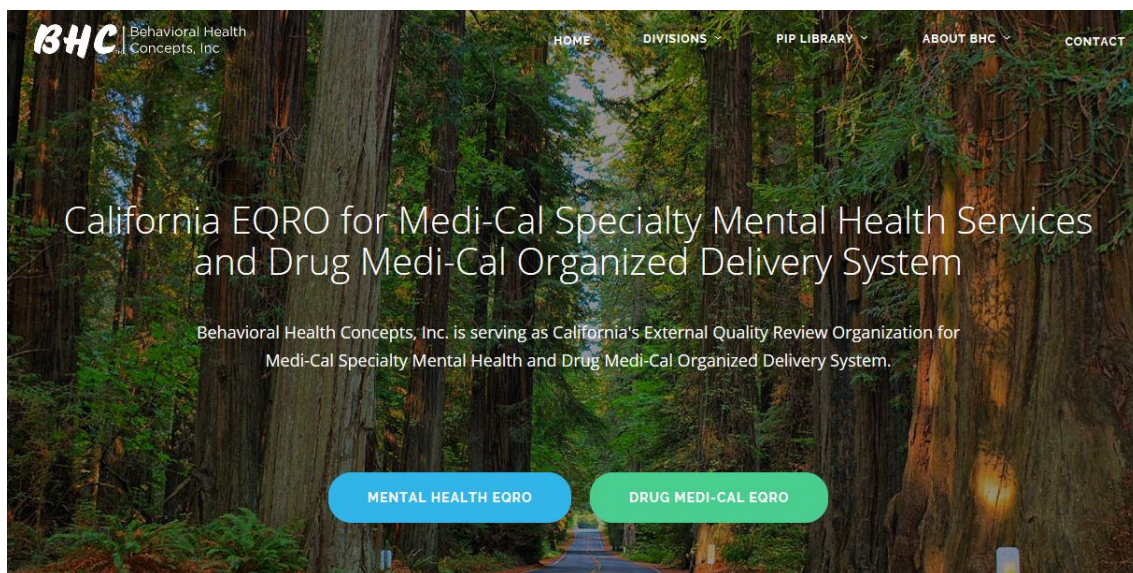 BHC Behavioral Health
Concepts, Inc
HOME DIVISIONS PIP LIBRARY ABOUT BHC CONTACT
California EQRO for Medi-Cal Specialty Mental Health Services
and Drug Medi-Cal Organized Delivery System
Behavioral Health Concepts, Inc. is serving as California's External Quality Review Organization for
Medi-Cal Specialty Mental Health and Drug Medi-Cal Organized Delivery System.
MENTAL HEALTH EQRO DRUG MEDI-CAL EQRO